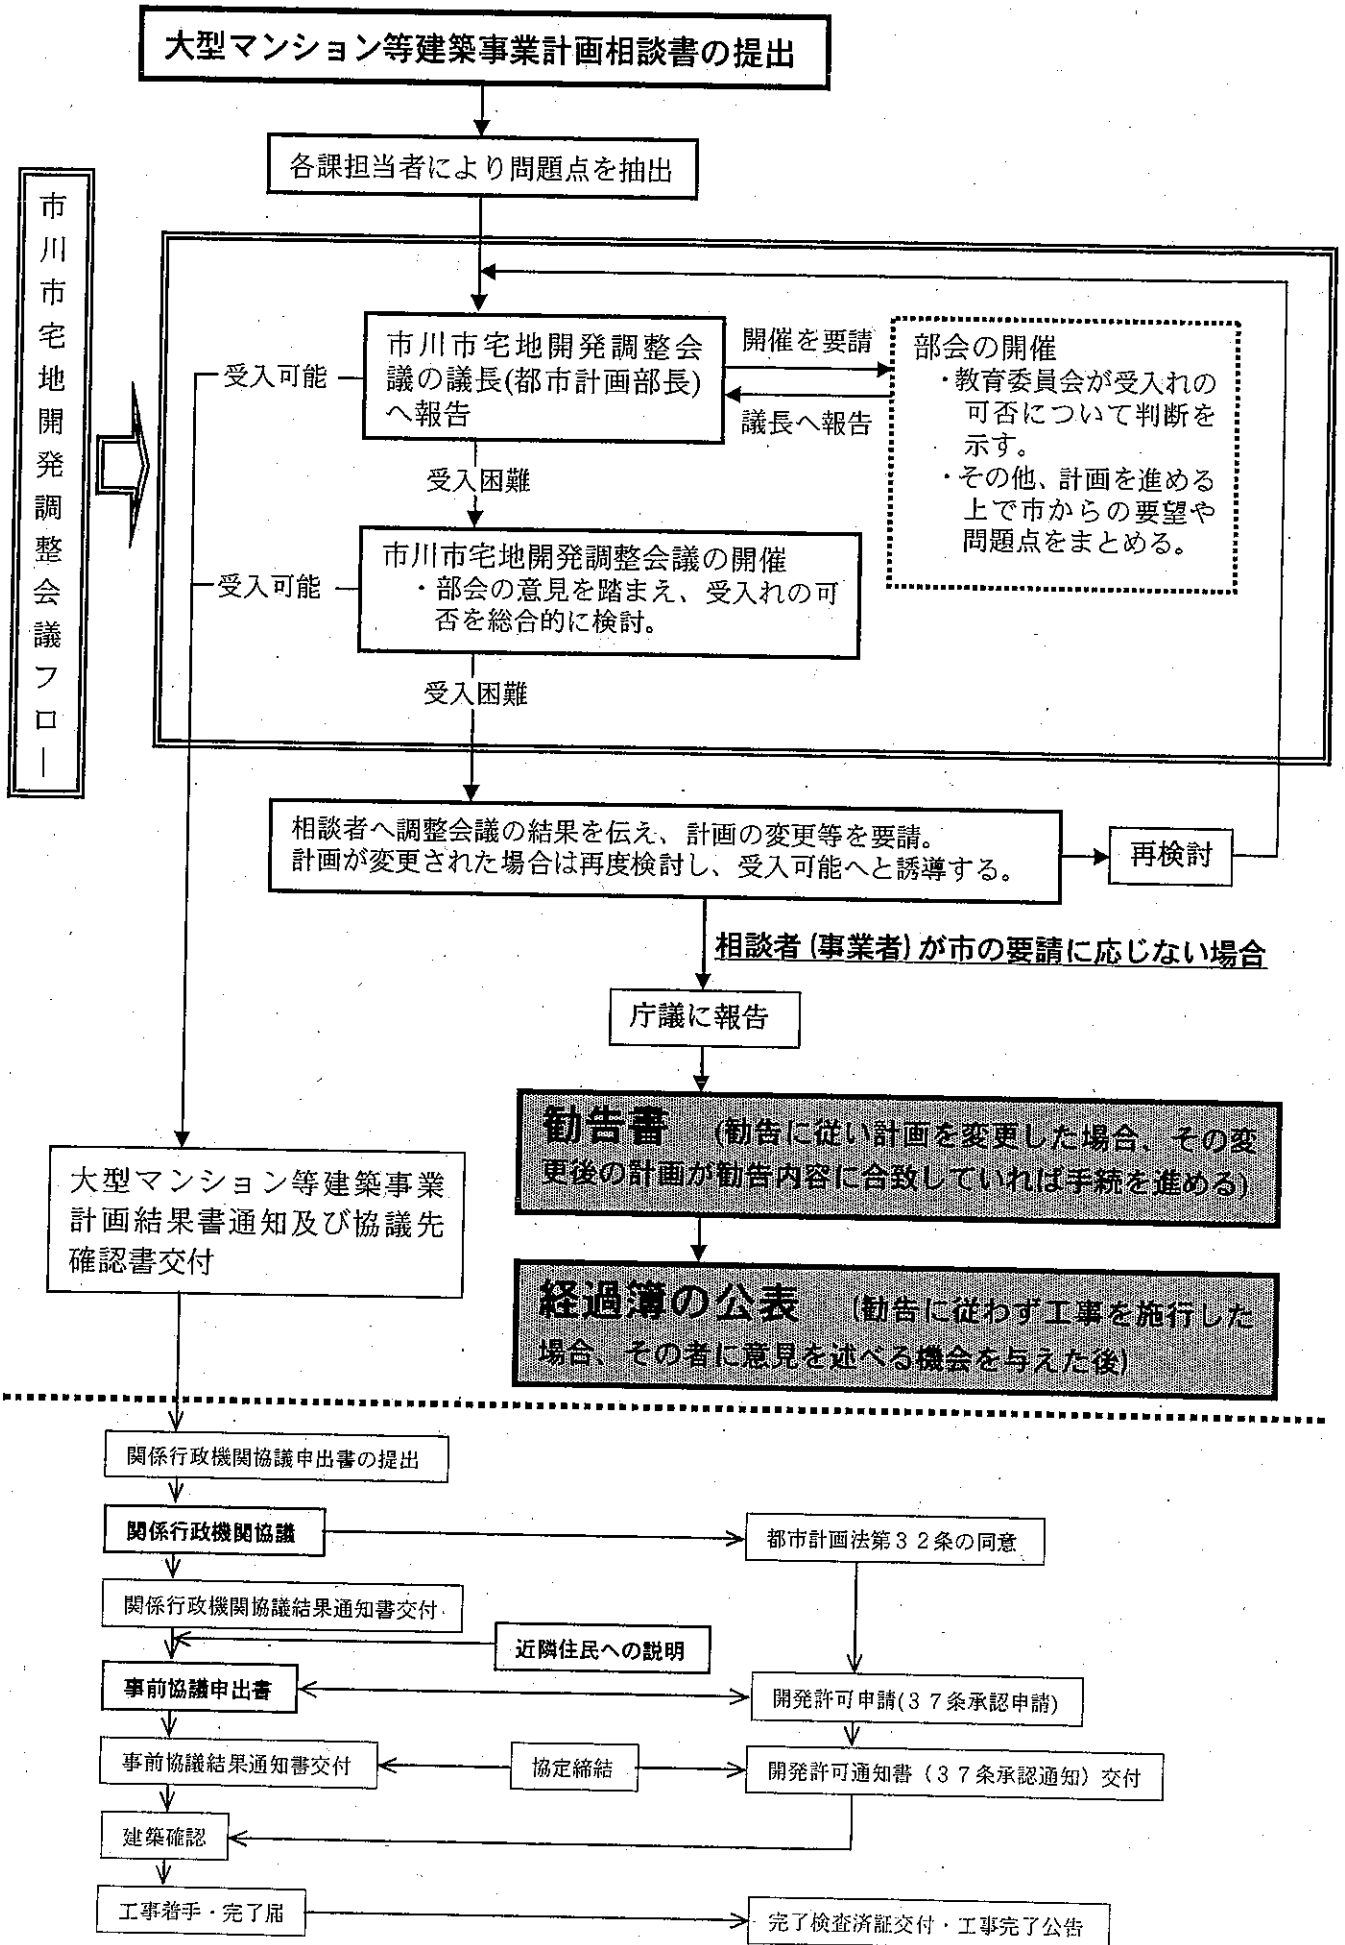 大型マンション等建築事業計画相談書の提出
各課担当者により問題点を抽出
市川市宅地開発調整会議フロー
市川市宅地開発調整会
議の議長(都市計画部長)
へ報告
受入可能
開催を要請
議長へ報告
部会の開催
・教育委員会が受入れの
可否について判断を
示す。
・その他、計画を進める
上で市からの要望や
問題点をまとめる。
受入困難
市川市宅地開発調整会議の開催
・部会の意見を踏まえ、受入れの可
否を総合的に検討。
受入可能
受入困難
相談者へ調整会議の結果を伝え、計画の変更等を要請。
計画が変更された場合は再度検討し、受入可能へと誘導する。
再検討
相談者(事業者)が市の要請に応じない場合
庁議に報告
勧告書 (勧告に従い計画を変更した場合、その変
更後の計画が勧告内容に合致していれば手続を進める)
大型マンション等建築事業
計画結果書通知及び協議先
確認書交付
経過簿の公表 (勧告に従わず工事を施行した
場合、その者に意見を述べる機会を与えた後)
関係行政機関協議申出書の提出
関係行政機関協議
都市計画法第32条の同意
関係行政機関協議結果通知書交付
近隣住民への説明
事前協議申出書
開発許可申請(37条承認申請)
事前協議結果通知書交付
協定締結
開発許可通知書(37条承認通知)交付
建築確認
工事着手・完了届
完了検査済証交付・工事完了公告